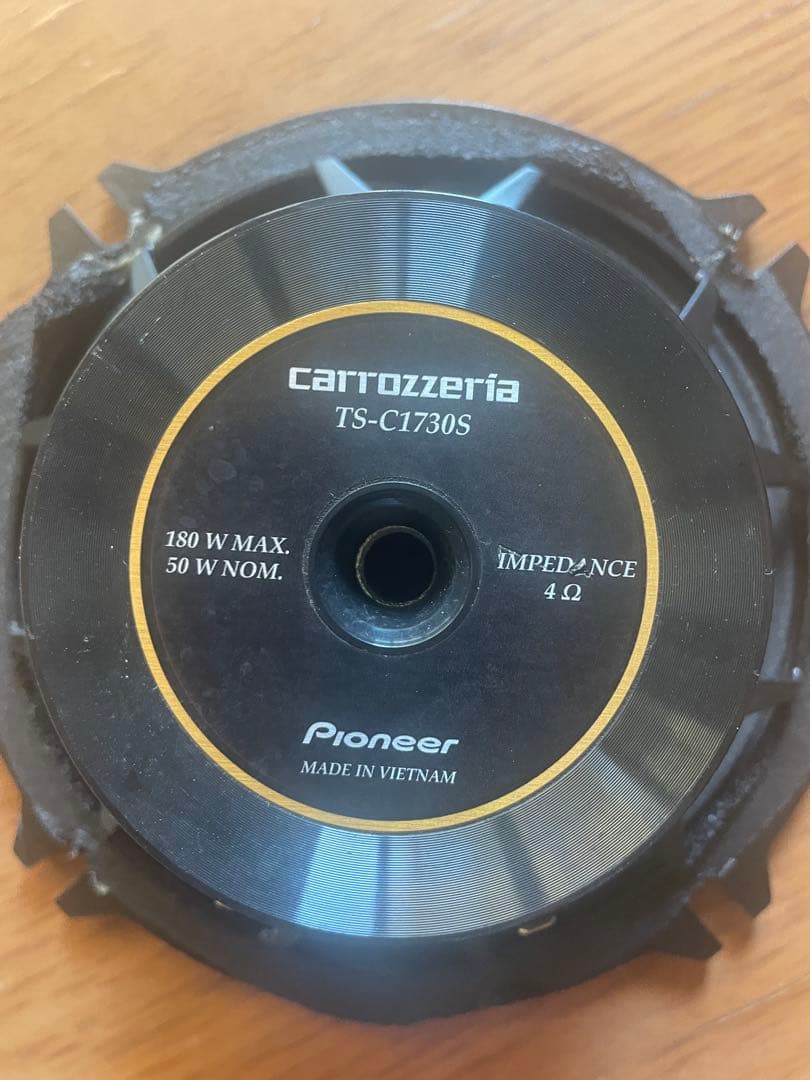 carrozzeria
TS-C1730S
180 W MAX.
50 W NOM.
IMPEDANCE
4 Ω
Pioneer
MADE IN VIETNAM